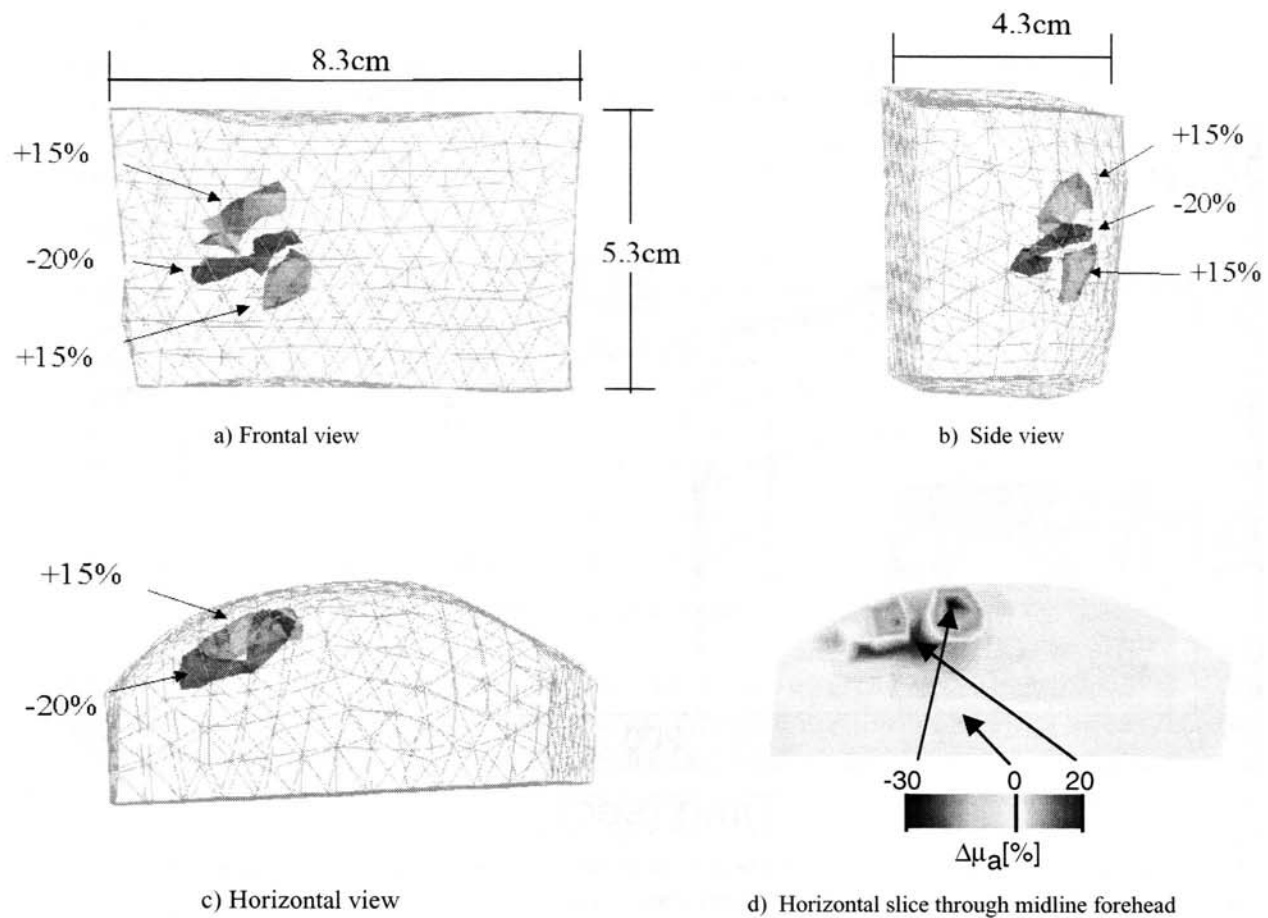 8.3cm
4.3cm
+15%
-20%
+15%
5.3cm
+15%
-20%
+15%
a) Frontal view
b) Side view
+15%
-20%
-30 0 20
Δμa[%]
c) Horizontal view
d) Horizontal slice through midline forehead